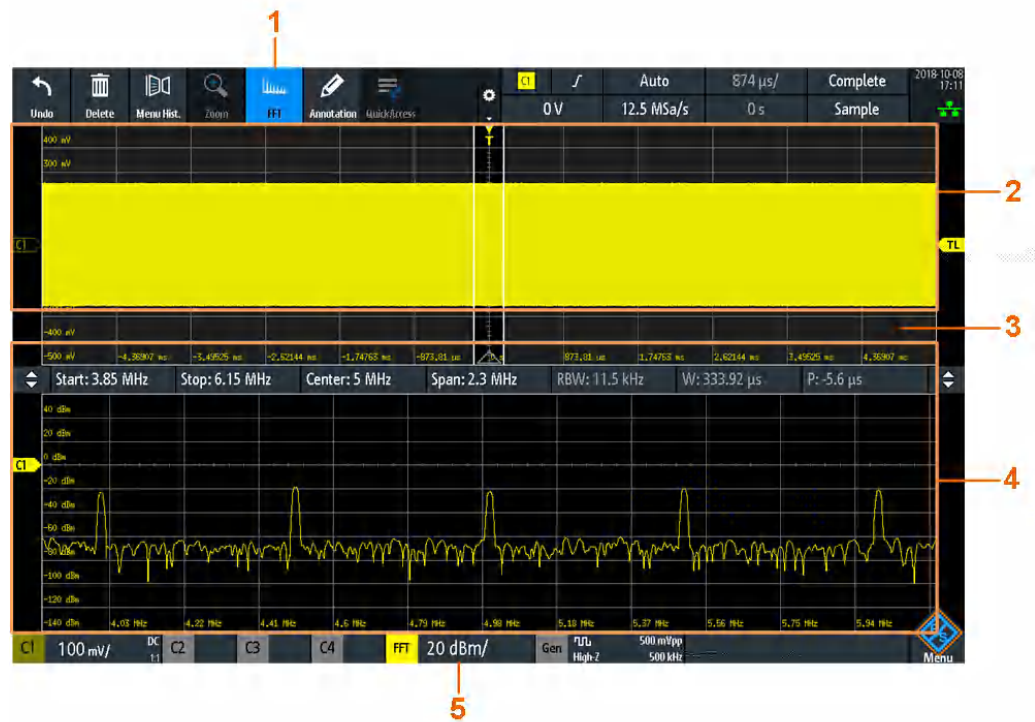 1
Undo Delete Menu Hist. Zoom FFT Annotation QuickAccess
C1 Auto 874 µs/ Complete
0 V 12.5 MSa/s 0 s Sample
2018-10-08
17:11
400 mV
300 mV
T
2
C1
TL
-400 mV
3
-500 mV -4,36907 ms -3,49525 ms -2,62144 ms -1,74763 ms -873,81 us 873,81 us 1,74763 ms 2,62144 ms 3,49525 ms 4,36907 ms
Start: 3.85 MHz Stop: 6.15 MHz Center: 5 MHz Span: 2.3 MHz RBW: 11.5 kHz W: 333.92 µs P: -5.6 µs
40 dBm
20 dBm
0 dBm
C1
-20 dBm
4
-40 dBm
-60 dBm
-80 dBm
-100 dBm
-120 dBm
-140 dBm 4.03 MHz 4.22 MHz 4.41 MHz 4.6 MHz 4.79 MHz 4.98 MHz 5.18 MHz 5.37 MHz 5.56 MHz 5.75 MHz 5.94 MHz
C1 100 mV/ DC 1:1 C2 C3 C4 FFT 20 dBm/ Gen High-Z 500 mVpp 500 kHz
R S
Menu
5